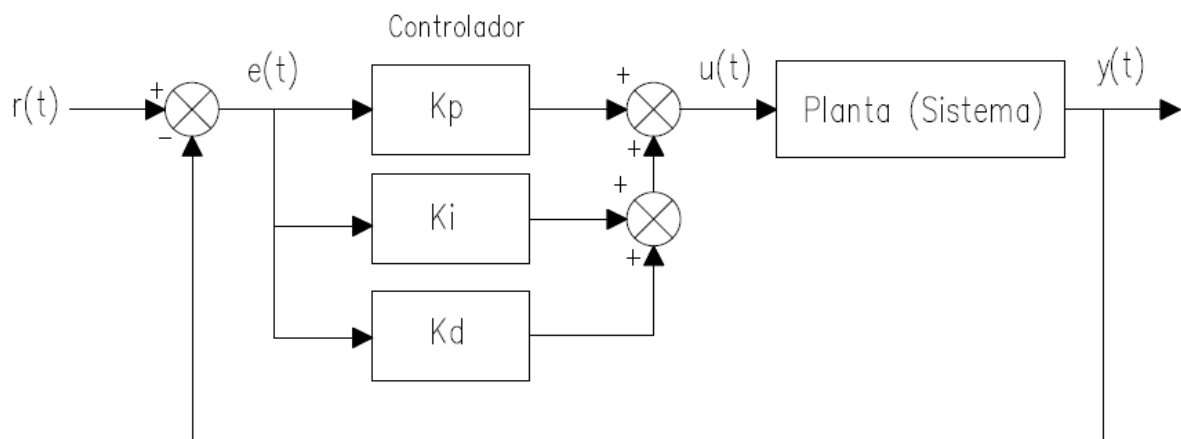 Controlador
r(t)
+
−
e(t)
Kp
+
+
u(t)
Planta (Sistema)
y(t)
Ki
+
+
Kd